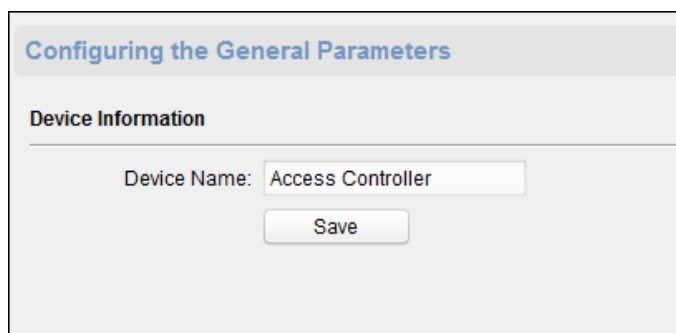 Configuring the General Parameters
Device Information
Device Name: Access Controller
Save